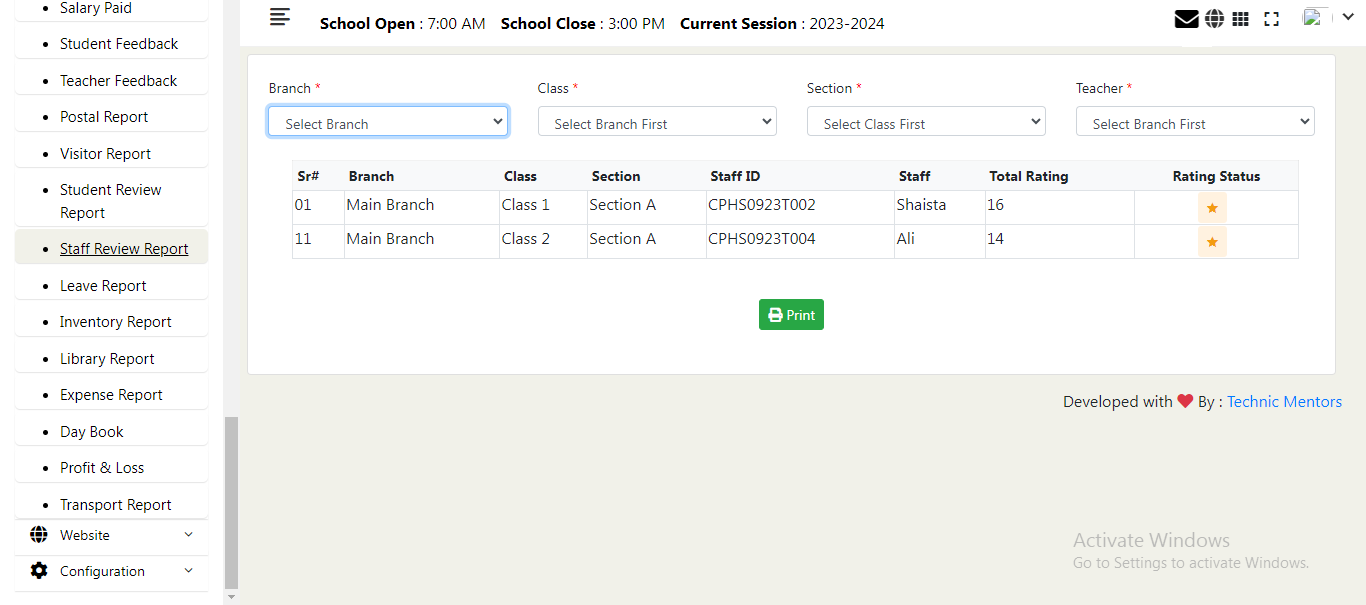 Salary Paid
Student Feedback
Teacher Feedback
Postal Report
Visitor Report
Student Review
Report
Staff Review Report
Leave Report
Inventory Report
Library Report
Expense Report
Day Book
Profit & Loss
Transport Report
Website
Configuration
School Open : 7:00 AM School Close : 3:00 PM Current Session : 2023-2024
Branch * Class * Section * Teacher *
Select Branch Select Branch First Select Class First Select Branch First
Sr# Branch Class Section Staff ID Staff Total Rating Rating Status
01 Main Branch Class 1 Section A CPHS0923T002 Shaista 16
11 Main Branch Class 2 Section A CPHS0923T004 Ali 14
Print
Developed with ❤ By : Technic Mentors
Activate Windows
Go to Settings to activate Windows.